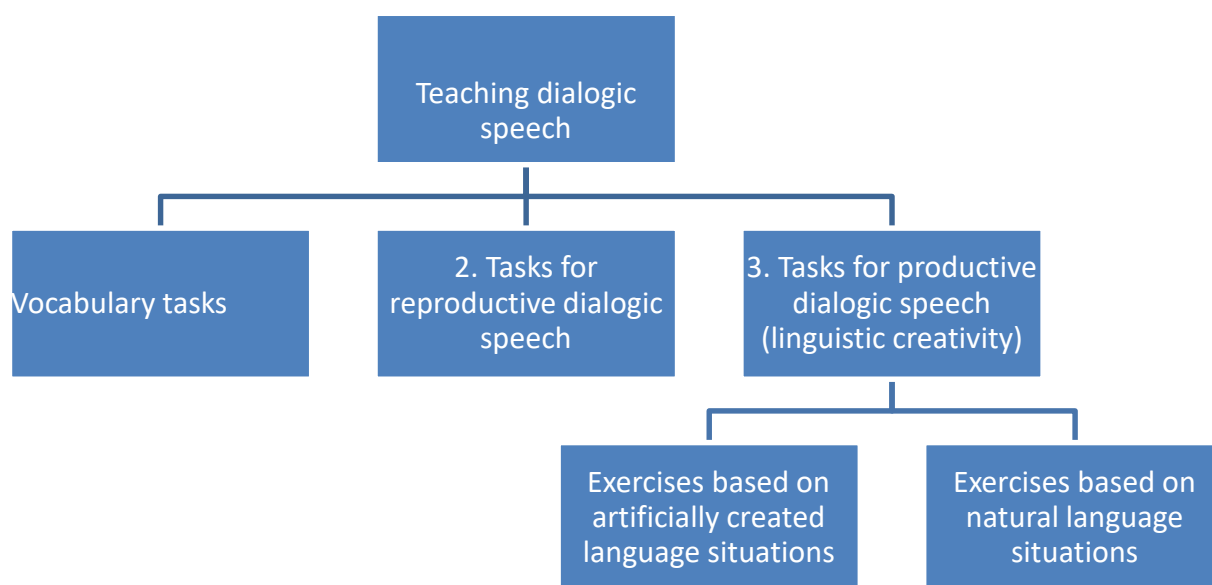 Teaching dialogic
speech
Vocabulary tasks
2. Tasks for
reproductive dialogic
speech
3. Tasks for productive
dialogic speech
(linguistic creativity)
Exercises based on
artificially created
language situations
Exercises based on
natural language
situations